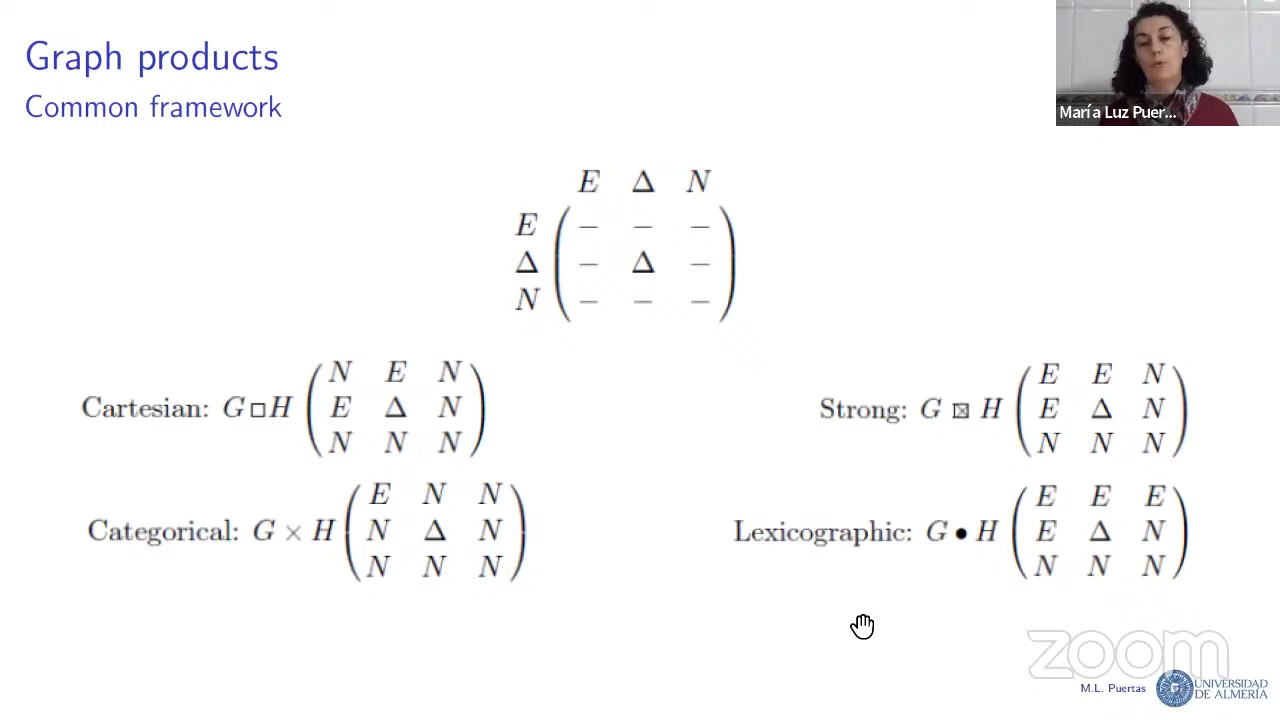 Graph products
Common framework
María Luz Puer...
E Δ N
E ( − − − )
Δ ( − Δ − )
N ( − − − )
Cartesian: G □ H
( N E N )
( E Δ N )
( N N N )
Strong: G ⊠ H
( E E N )
( E Δ N )
( N N N )
Categorical: G × H
( E N N )
( N Δ N )
( N N N )
Lexicographic: G • H
( E E E )
( E Δ N )
( N N N )
zoom
M.L. Puertas
UNIVERSIDAD
DE ALMERÍA